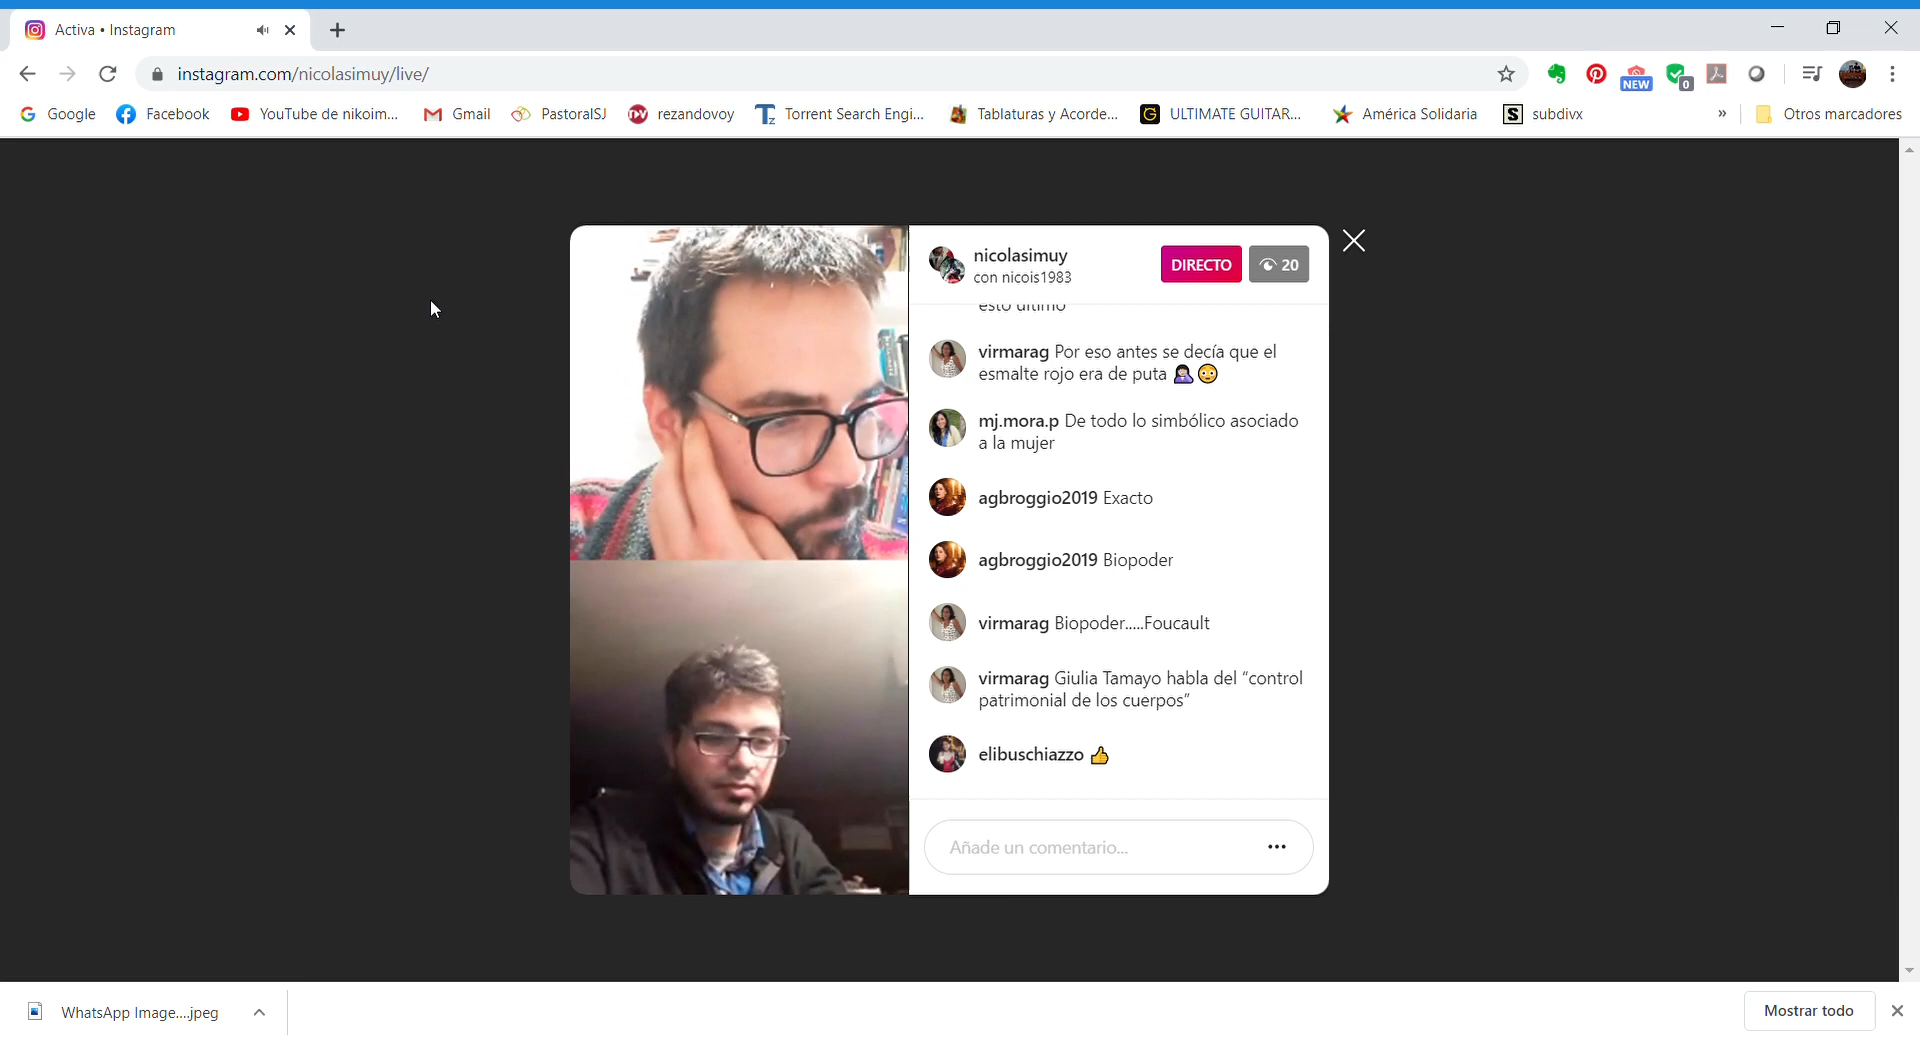 Activa • Instagram
instagram.com/nicolasimuy/live/
NEW
0
Google
Facebook
YouTube de nikoim...
Gmail
PastoralSJ
rezandovoy
Torrent Search Engi...
Tablaturas y Acorde...
ULTIMATE GUITAR...
América Solidaria
subdivx
»
Otros marcadores
nicolasimuy
con nicois1983
DIRECTO
20
esto último
virmarag Por eso antes se decía que el
esmalte rojo era de puta 🤦🏻‍♀️😳
mj.mora.p De todo lo simbólico asociado
a la mujer
agbroggio2019 Exacto
agbroggio2019 Biopoder
virmarag Biopoder.....Foucault
virmarag Giulia Tamayo habla del “control
patrimonial de los cuerpos”
elibuschiazzo 👍
Añade un comentario...
WhatsApp Image....jpeg
Mostrar todo